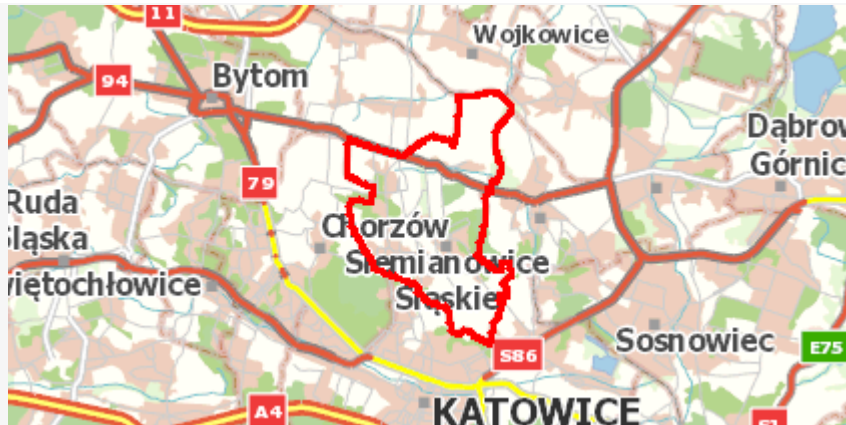 11
Wojkowice
94
Bytom
Dąbrow
Górnic
79
Ruda
Śląska
Chorzów
Siemianowice
Śląskie
więtochłowice
S86
Sosnowiec
E75
A4
KATOWICE
S1